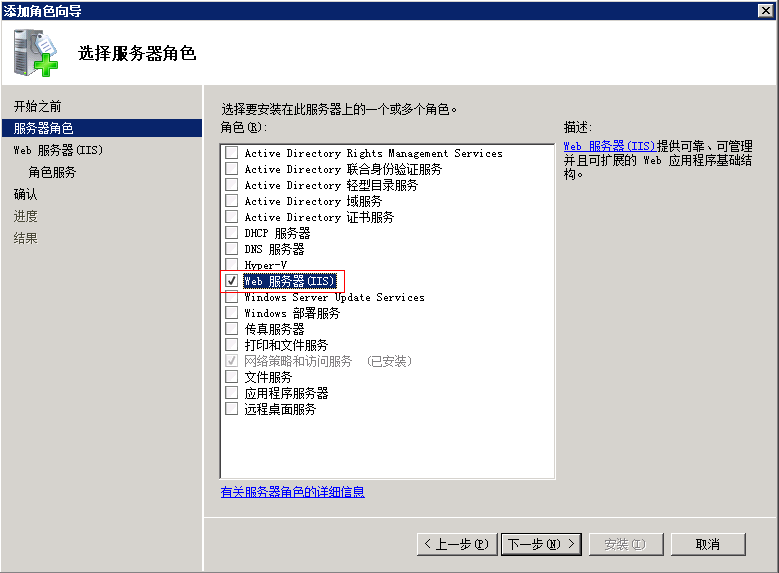 添加角色向导
选择服务器角色
开始之前
服务器角色
Web 服务器(IIS)
角色服务
确认
进度
结果
选择要安装在此服务器上的一个或多个角色。
角色(R):
Active Directory Rights Management Services
Active Directory 联合身份验证服务
Active Directory 轻型目录服务
Active Directory 域服务
Active Directory 证书服务
DHCP 服务器
DNS 服务器
Hyper-V
Web 服务器(IIS)
Windows Server Update Services
Windows 部署服务
传真服务器
打印和文件服务
网络策略和访问服务 (已安装)
文件服务
应用程序服务器
远程桌面服务
有关服务器角色的详细信息
描述:
Web 服务器(IIS)提供可靠、可管理
并且可扩展的 Web 应用程序基础结
构。
< 上一步(P)
下一步(N) >
安装(I)
取消